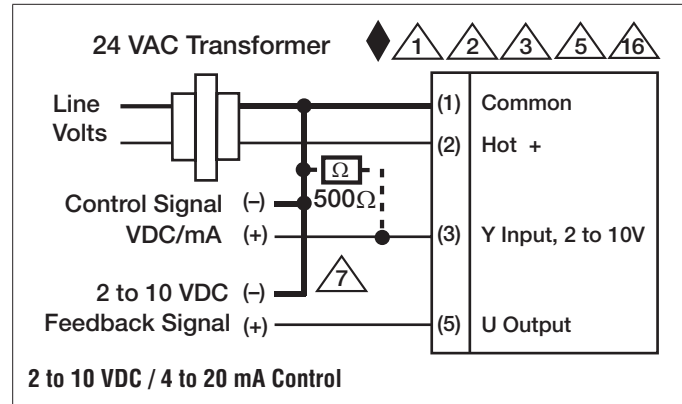 24 VAC Transformer
1 2 3 5 16
Line
Volts
(1) Common
(2) Hot +
Ω
500Ω
Control Signal (–)
VDC/mA (+)
(3) Y Input, 2 to 10V
7
2 to 10 VDC (–)
Feedback Signal (+)
(5) U Output
2 to 10 VDC / 4 to 20 mA Control